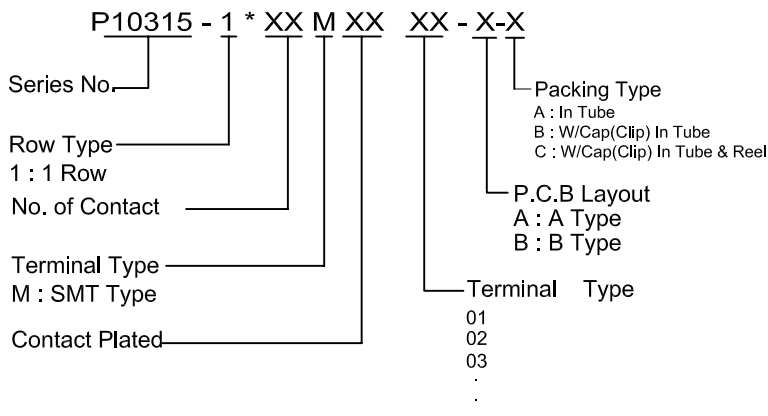 P10315 - 1 * XX M XX XX - X-X
Series No.
Row Type
1 : 1 Row
No. of Contact
Terminal Type
M : SMT Type
Contact Plated
Packing Type
A : In Tube
B : W/Cap(Clip) In Tube
C : W/Cap(Clip) In Tube & Reel
P.C.B Layout
A : A Type
B : B Type
Terminal Type
01
02
03
.
.